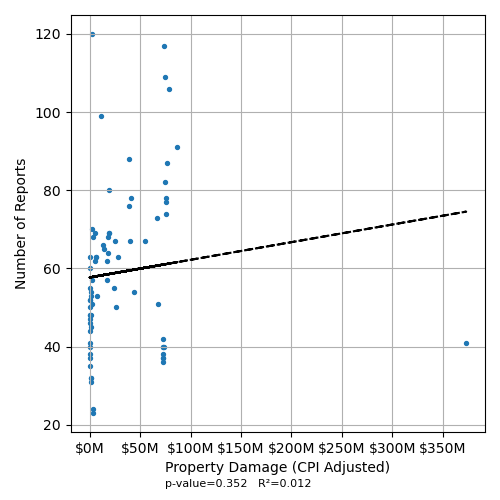 120
100
80
60
40
20
Number of Reports
$0M $50M $100M $150M $200M $250M $300M $350M
Property Damage (CPI Adjusted)
p-value=0.352 R²=0.012